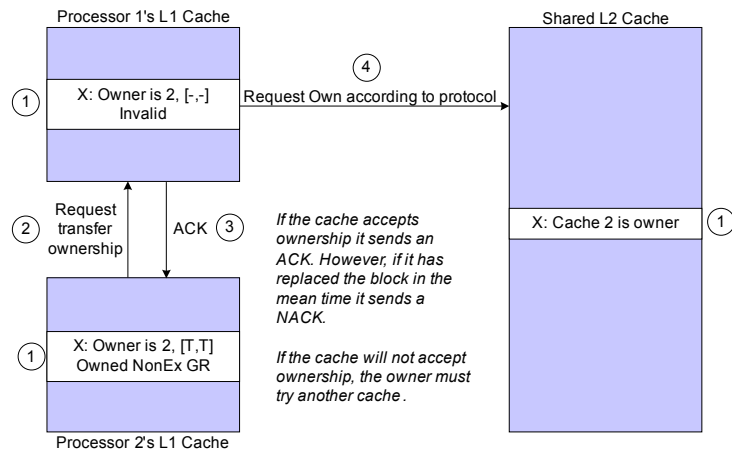 Processor 1's L1 Cache
Shared L2 Cache
1
X: Owner is 2, [-,-]
Invalid
4
Request Own according to protocol
2
Request
transfer
ownership
ACK
3
If the cache accepts
ownership it sends an
ACK. However, if it has
replaced the block in the
mean time it sends a
NACK.
If the cache will not accept
ownership, the owner must
try another cache.
X: Cache 2 is owner
1
1
X: Owner is 2, [T,T]
Owned NonEx GR
Processor 2's L1 Cache